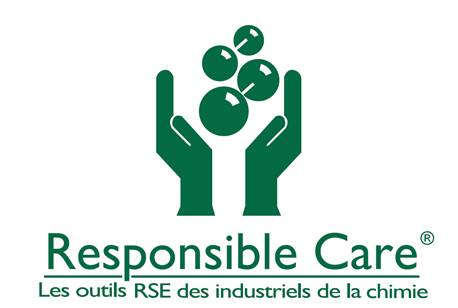 Responsible Care®
Les outils RSE des industriels de la chimie